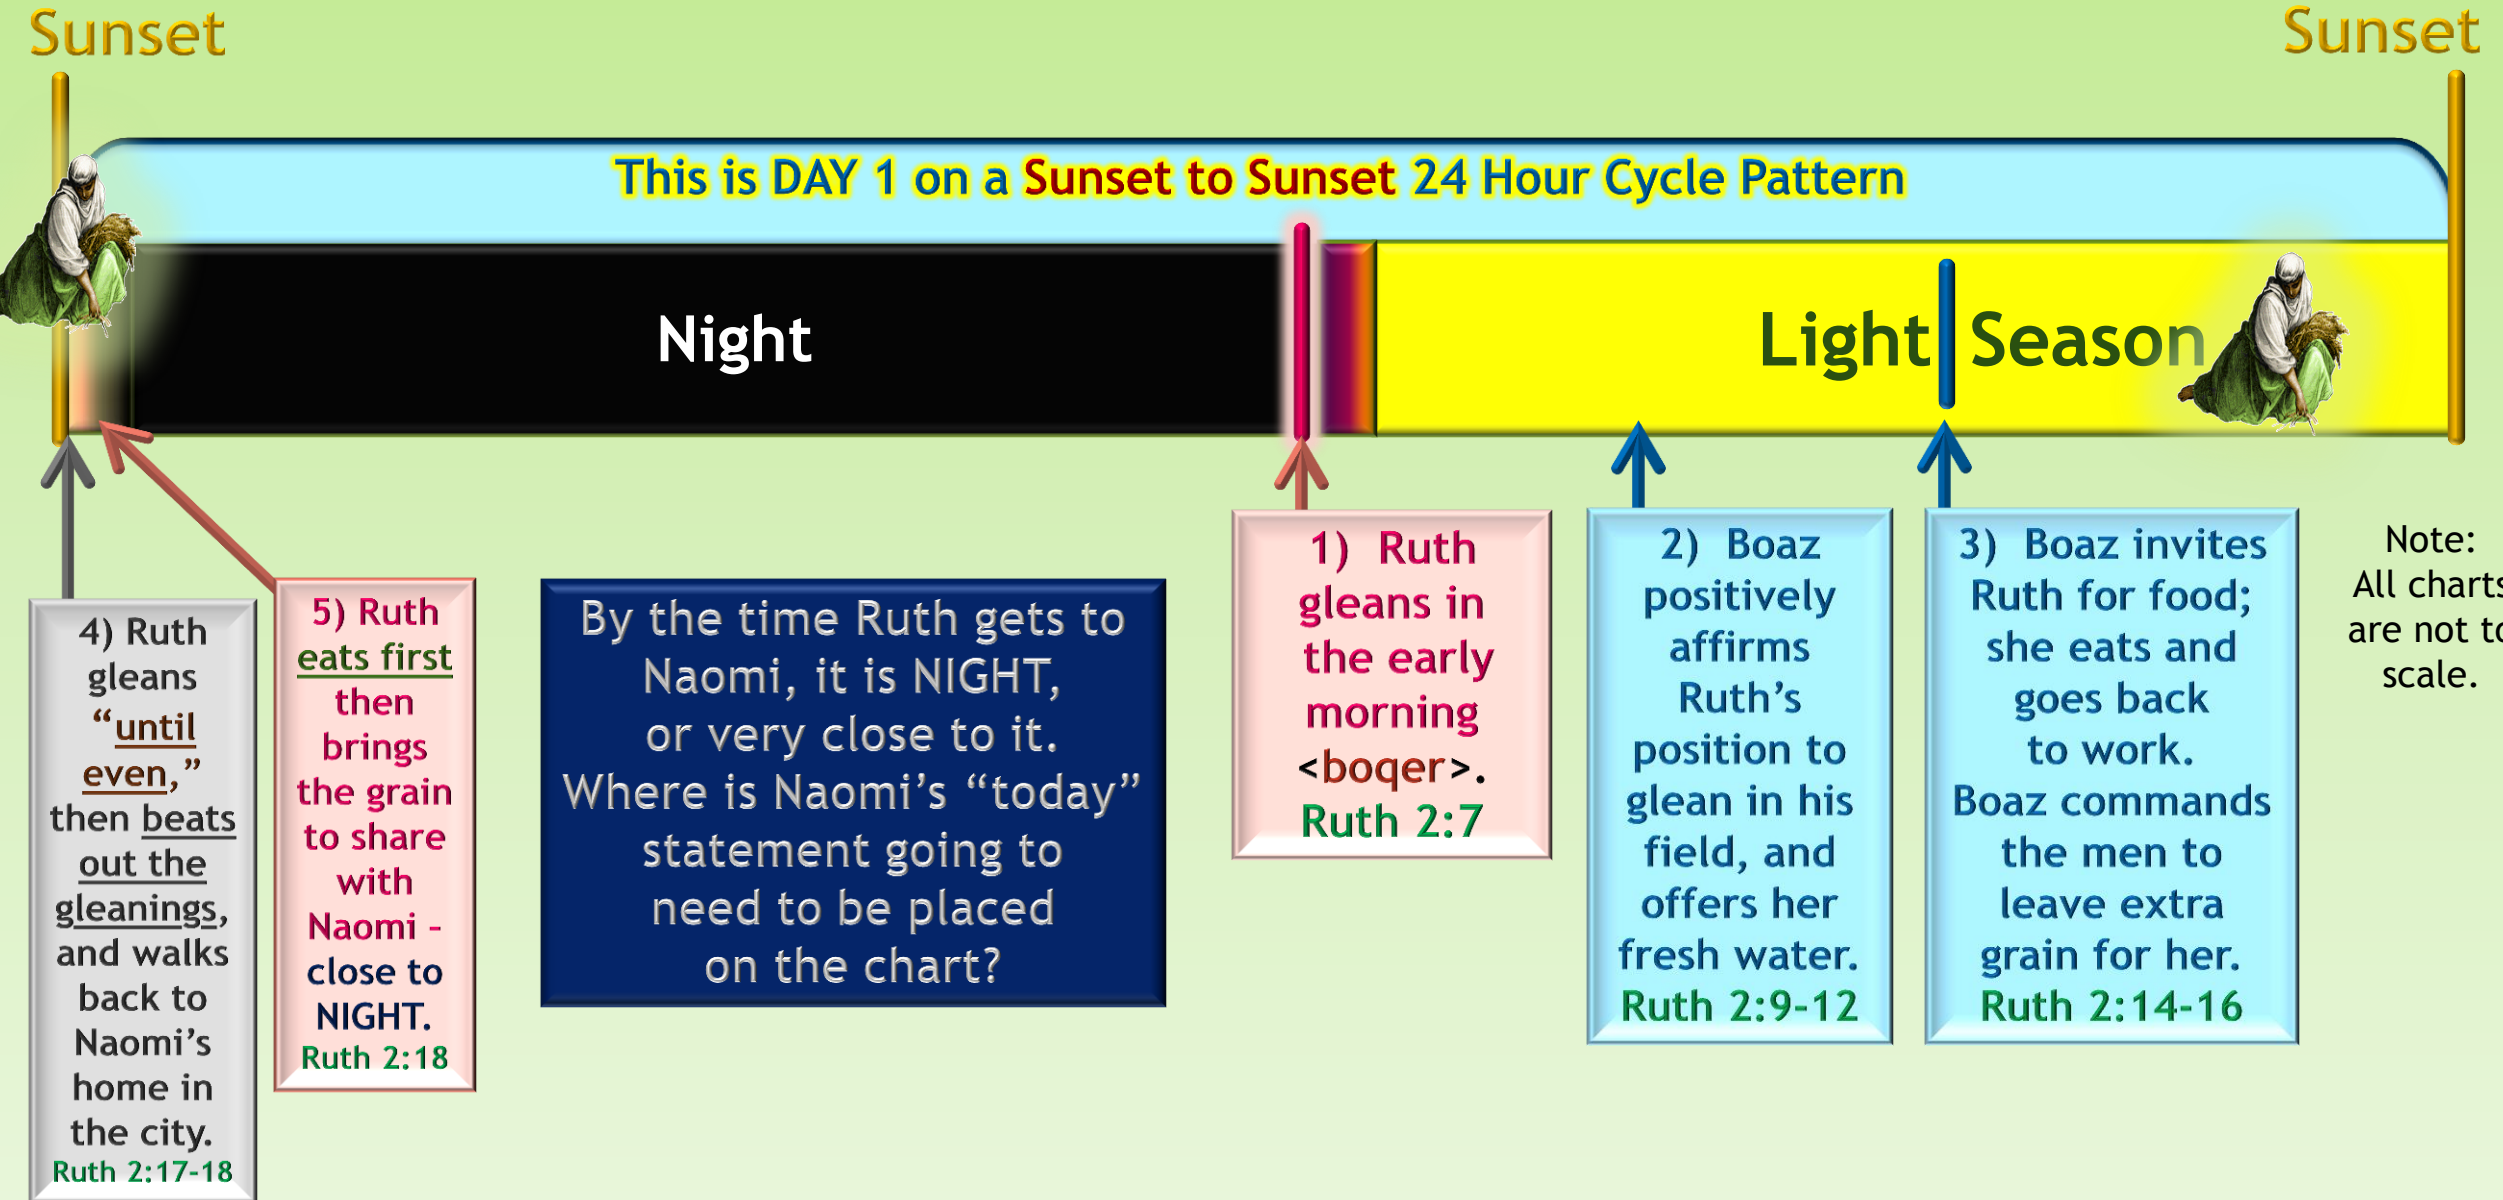 Sunset
Sunset
This is DAY 1 on a Sunset to Sunset 24 Hour Cycle Pattern
Night
Light Season
4) Ruth
gleans
“until
even,”
then beats
out the
gleanings,
and walks
back to
Naomi’s
home in
the city.
Ruth 2:17-18
5) Ruth
eats first
then
brings
the grain
to share
with
Naomi –
close to
NIGHT.
Ruth 2:18
By the time Ruth gets to
Naomi, it is NIGHT,
or very close to it.
Where is Naomi’s “today”
statement going to
need to be placed
on the chart?
1) Ruth
gleans in
the early
morning
<boqer>.
Ruth 2:7
2) Boaz
positively
affirms
Ruth’s
position to
glean in his
field, and
offers her
fresh water.
Ruth 2:9-12
3) Boaz invites
Ruth for food;
she eats and
goes back
to work.
Boaz commands
the men to
leave extra
grain for her.
Ruth 2:14-16
Note:
All charts
are not to
scale.